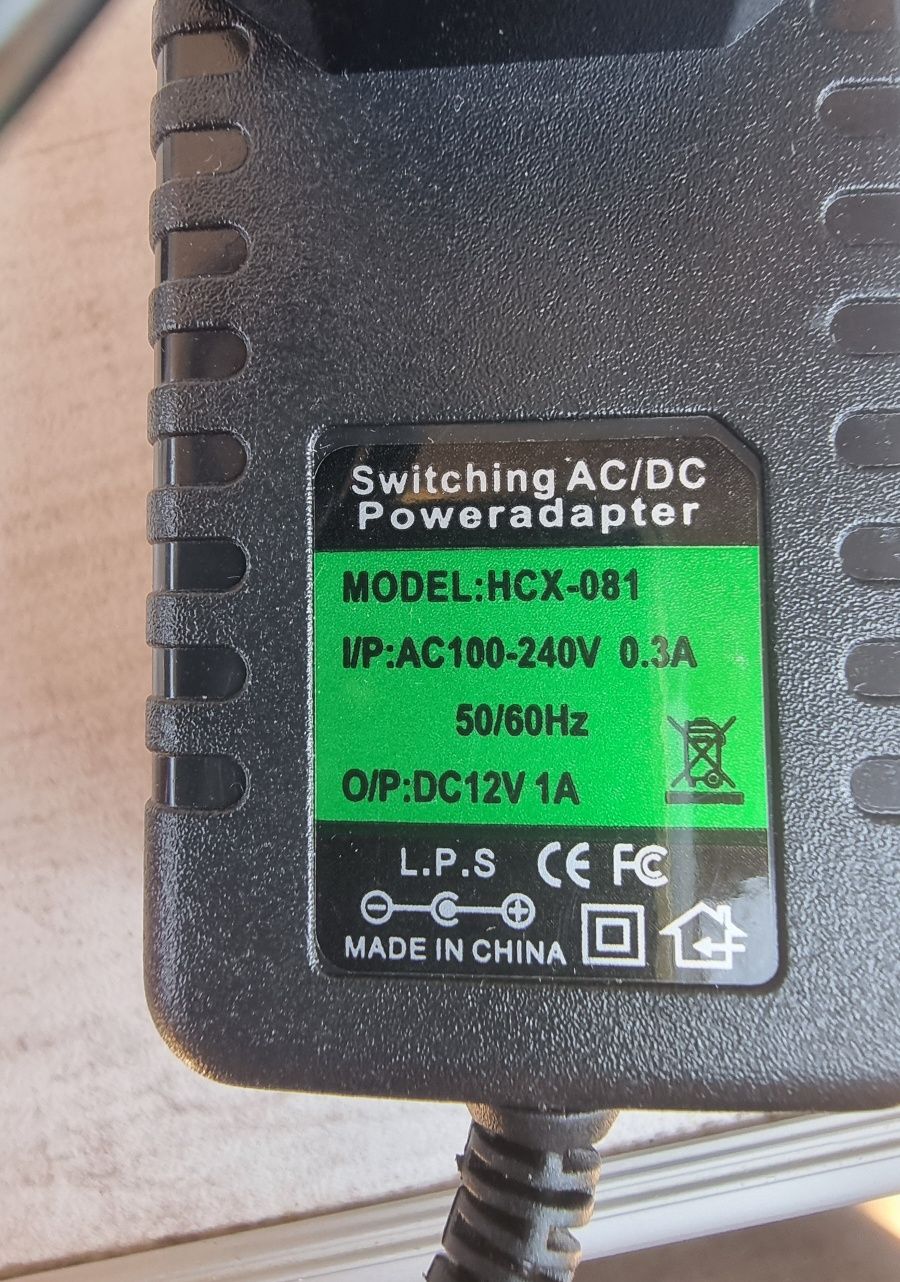 Switching AC/DC
Poweradapter
MODEL:HCX-081
I/P:AC100-240V 0.3A
50/60Hz
O/P:DC12V 1A
L.P.S CE FC
MADE IN CHINA